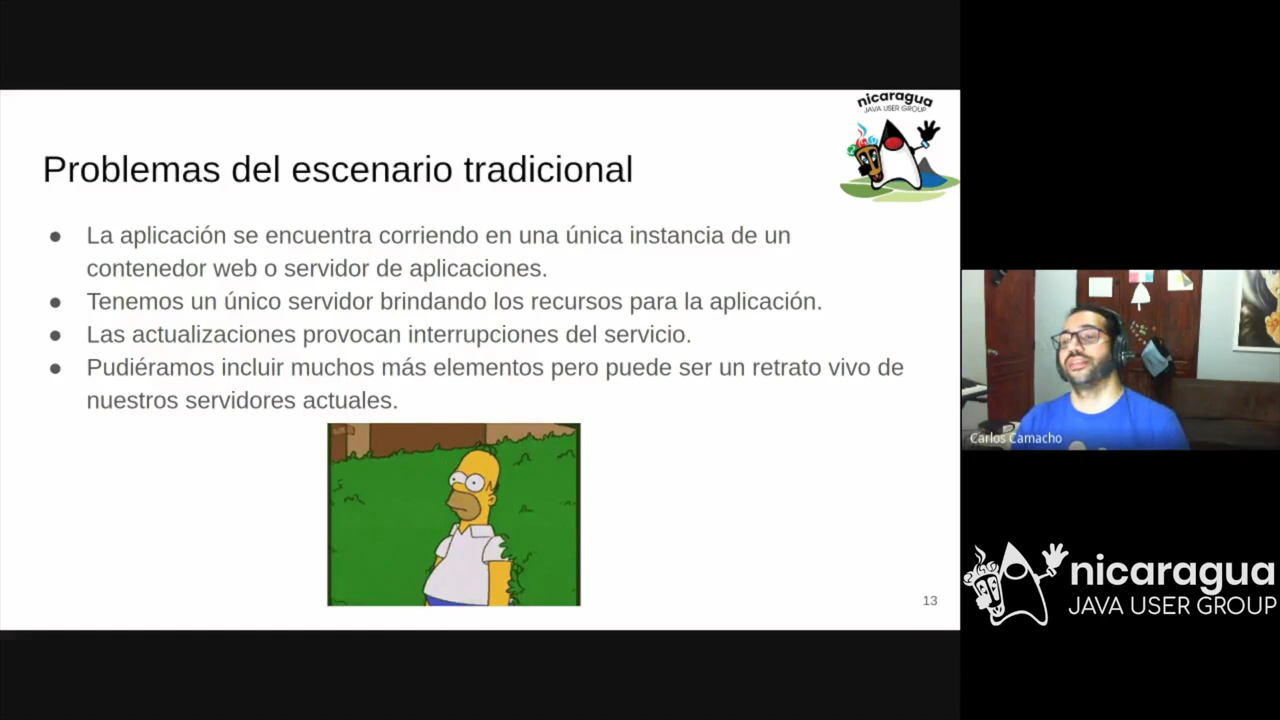 nicaragua
JAVA USER GROUP
Problemas del escenario tradicional
● La aplicación se encuentra corriendo en una única instancia de un
contenedor web o servidor de aplicaciones.
● Tenemos un único servidor brindando los recursos para la aplicación.
● Las actualizaciones provocan interrupciones del servicio.
● Pudiéramos incluir muchos más elementos pero puede ser un retrato vivo de
nuestros servidores actuales.
13
Carlos Camacho
nicaragua
JAVA USER GROUP